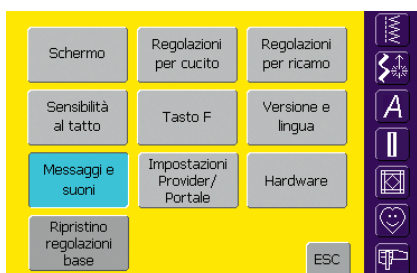 Schermo
Regolazioni
per cucito
Regolazioni
per ricamo
Sensibilità
al tatto
Tasto F
Versione e
lingua
Messaggi e
suoni
Impostazioni
Provider/
Portale
Hardware
Ripristino
regolazioni
base
ESC
A